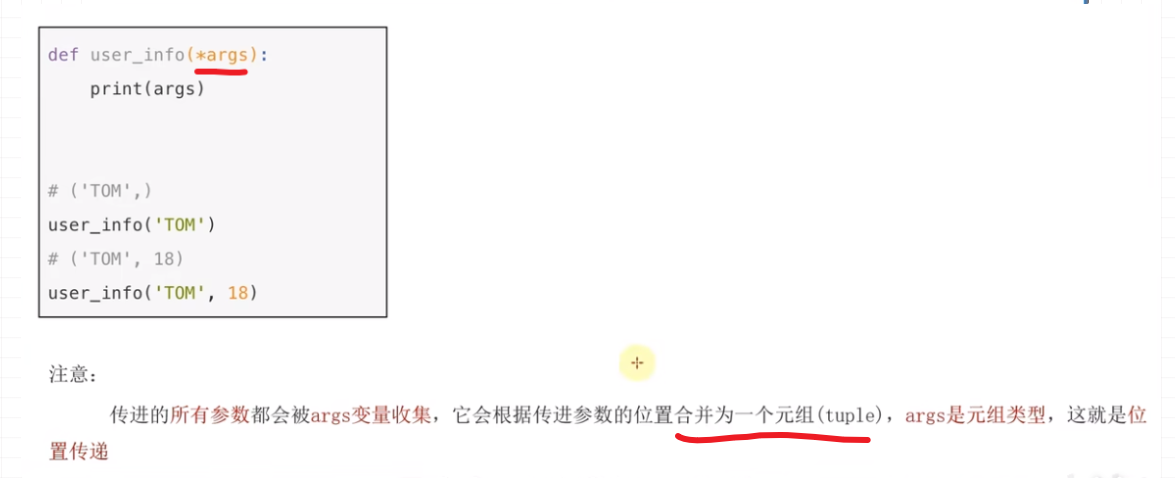 def user_info(*args):
    print(args)
# ('TOM',)
user_info('TOM')
# ('TOM', 18)
user_info('TOM', 18)
注意：
传进的所有参数都会被args变量收集，它会根据传进参数的位置合并为一个元组(tuple)，args是元组类型，这就是位
置传递